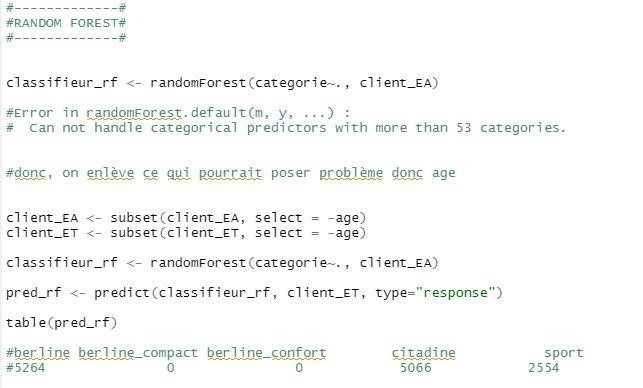 #-------------#
#RANDOM FOREST#
#-------------#
classifieur_rf <- randomForest(categorie~., client_EA)
#Error in randomForest.default(m, y, ...) :
#  Can not handle categorical predictors with more than 53 categories.
#donc, on enlève ce qui pourrait poser problème donc age
client_EA <- subset(client_EA, select = -age)
client_ET <- subset(client_ET, select = -age)
classifieur_rf <- randomForest(categorie~., client_EA)
pred_rf <- predict(classifieur_rf, client_ET, type="response")
table(pred_rf)
#berline berline_compact berline_confort        citadine           sport
#5264               0               0            5066            2554